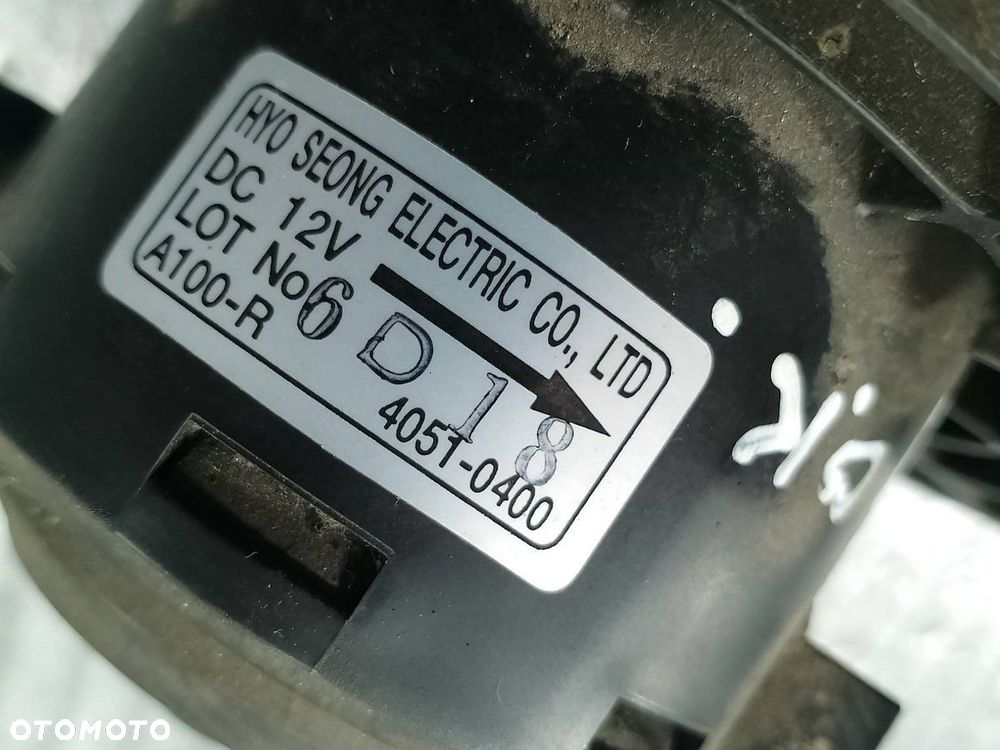 HYO SEONG ELECTRIC CO., LTD
DC 12V
LOT No 6 D 18
A100-R 4051-0400
OTOMOTO